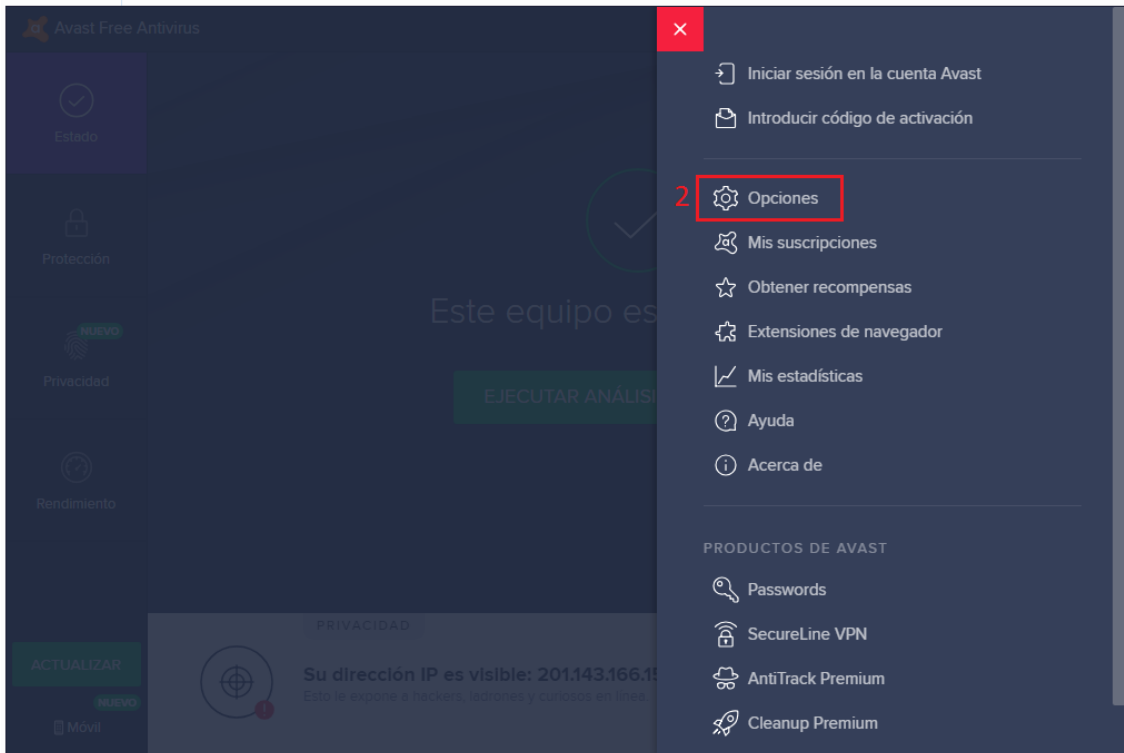 Avast Free Antivirus
Estado
Protección
NUEVO
Privacidad
Rendimiento
ACTUALIZAR
NUEVO
Móvil
Este equipo es
EJECUTAR ANÁLISI
PRIVACIDAD
Su dirección IP es visible: 201.143.166.15
Esto le expone a hackers, ladrones y curiosos en línea.
Iniciar sesión en la cuenta Avast
Introducir código de activación
2 Opciones
Mis suscripciones
Obtener recompensas
Extensiones de navegador
Mis estadísticas
Ayuda
Acerca de
PRODUCTOS DE AVAST
Passwords
SecureLine VPN
AntiTrack Premium
Cleanup Premium